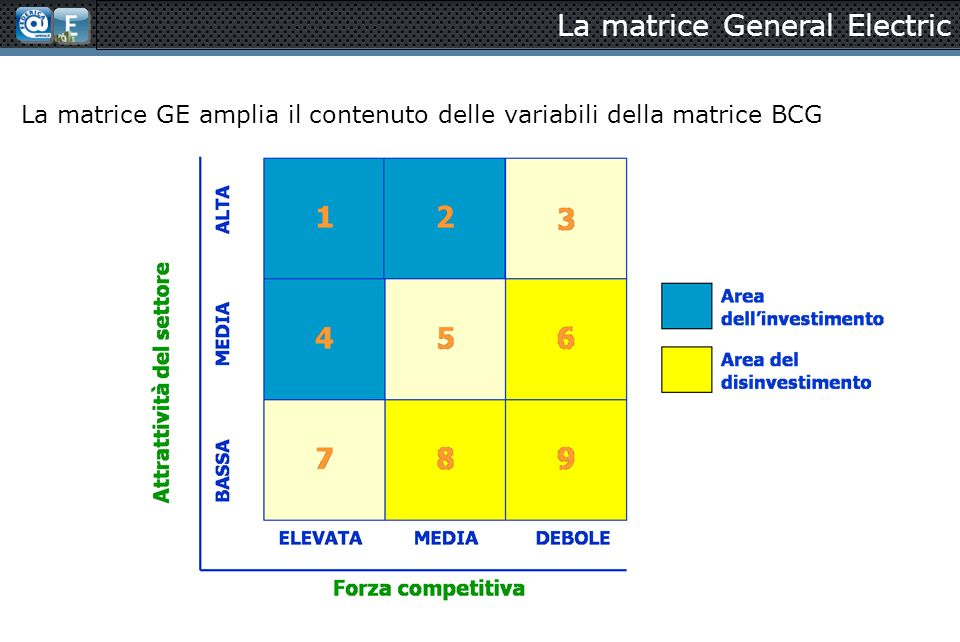 La matrice General Electric
La matrice GE amplia il contenuto delle variabili della matrice BCG
Attrattività del settore
ALTA
MEDIA
BASSA
1 2 3
4 5 6
7 8 9
ELEVATA MEDIA DEBOLE
Forza competitiva
Area
dell’investimento
Area del
disinvestimento